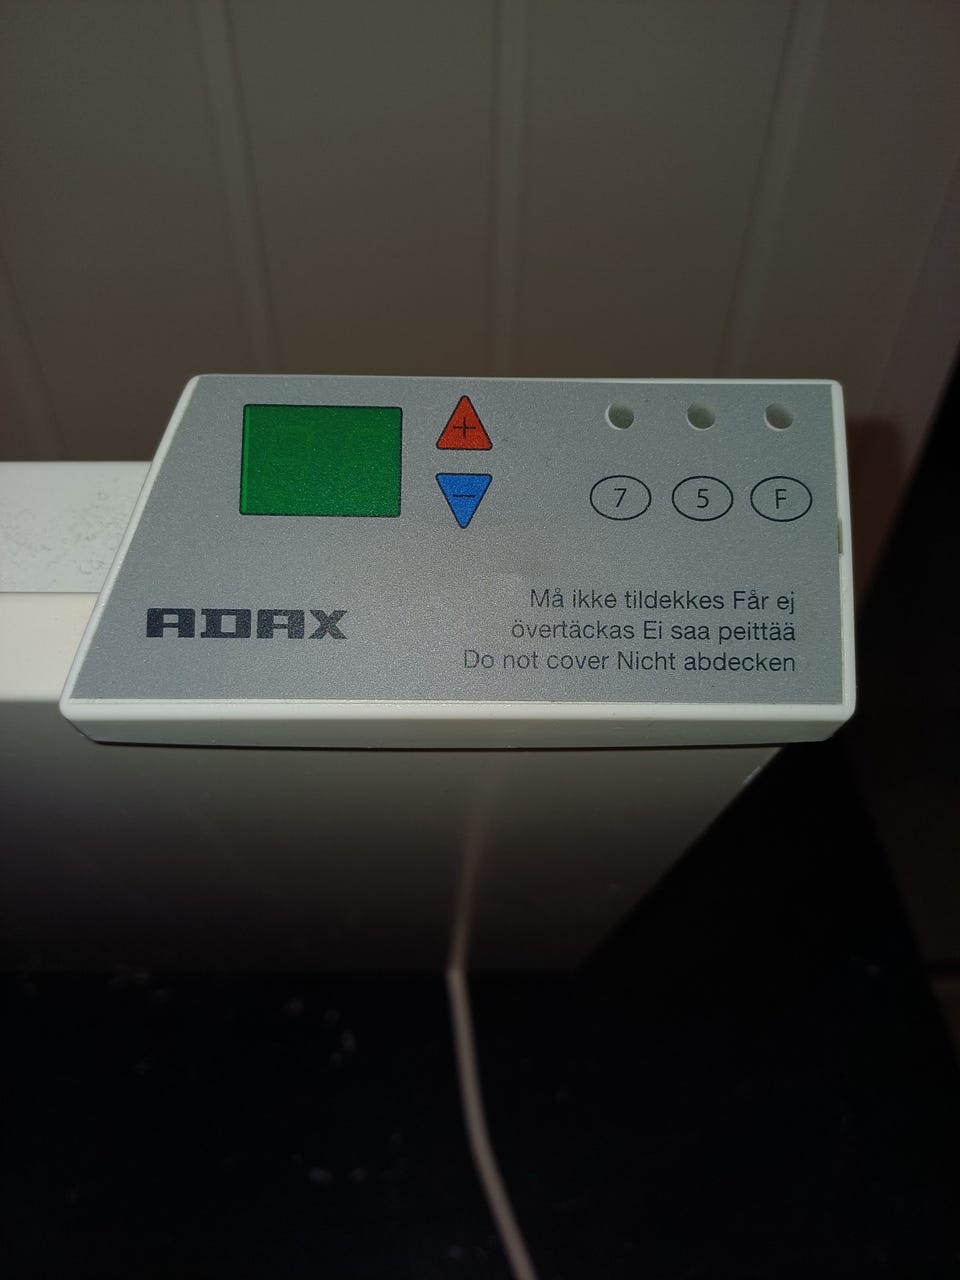 +
−
7 5 F
ADAX
Må ikke tildekkes Får ej
övertäckas Ei saa peittää
Do not cover Nicht abdecken